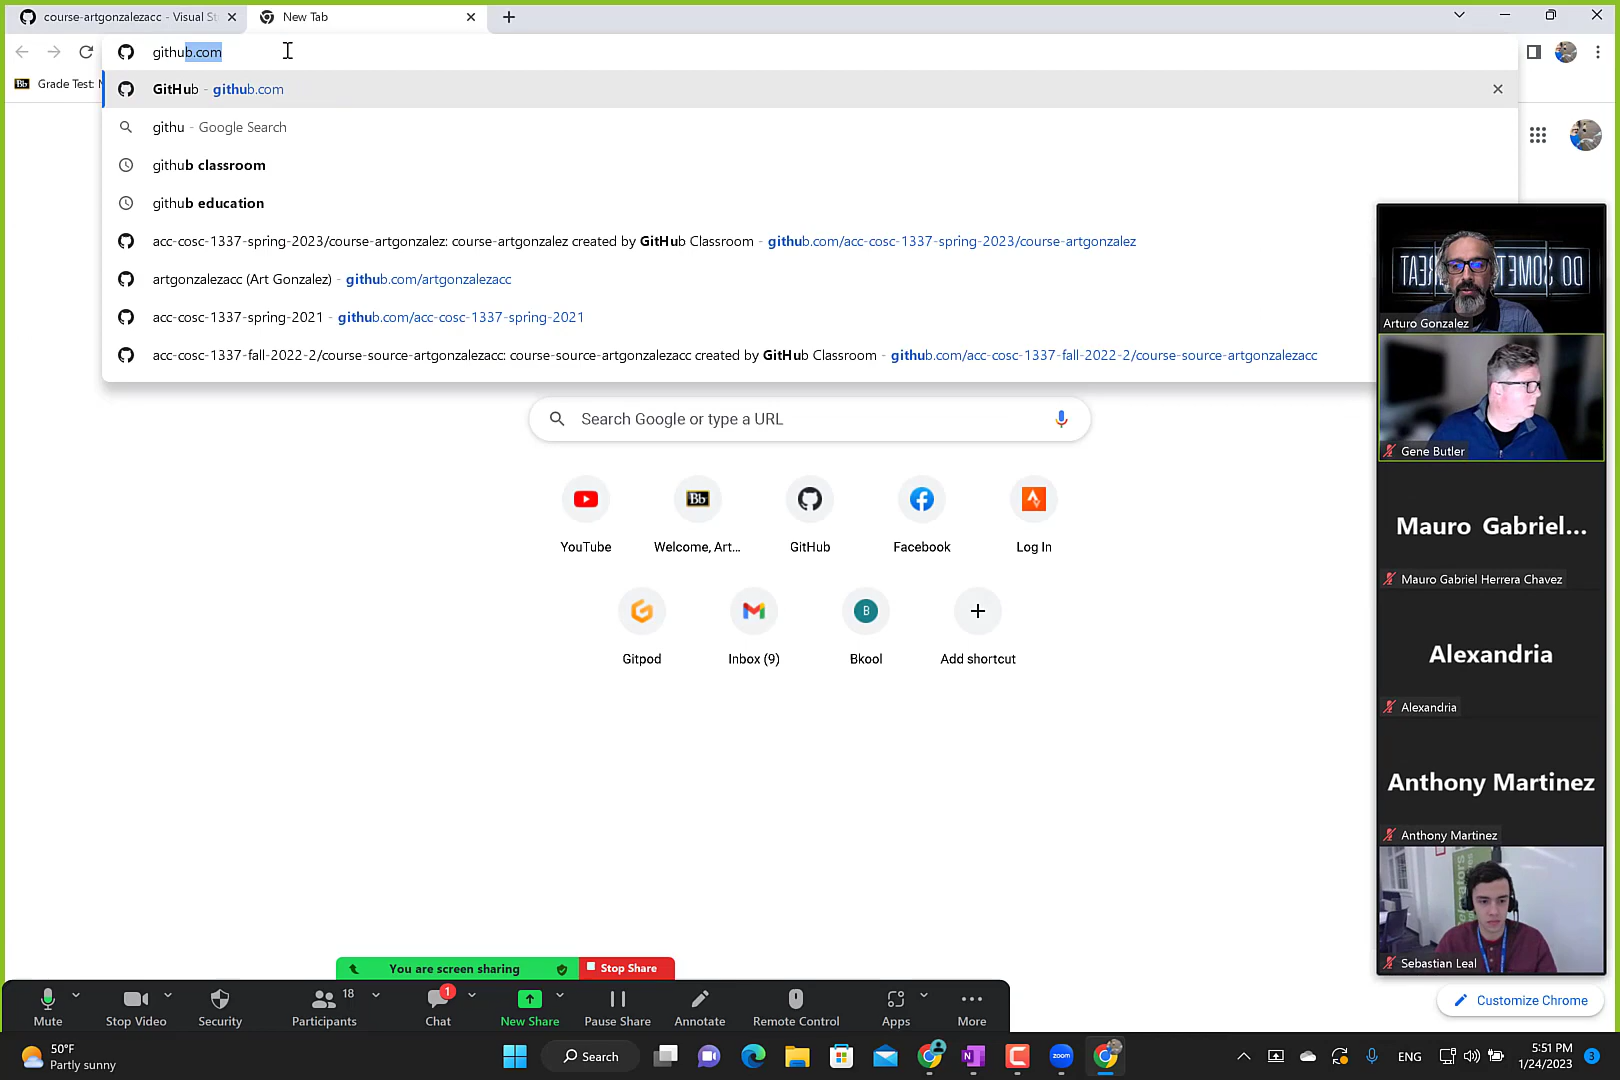 course-artgonzalezacc - Visual St
New Tab
github.com
Bb Grade Test:
GitHub - github.com
githu - Google Search
github classroom
github education
acc-cosc-1337-spring-2023/course-artgonzalez: course-artgonzalez created by GitHub Classroom - github.com/acc-cosc-1337-spring-2023/course-artgonzalez
artgonzalezacc (Art Gonzalez) - github.com/artgonzalezacc
acc-cosc-1337-spring-2021 - github.com/acc-cosc-1337-spring-2021
acc-cosc-1337-fall-2022-2/course-source-artgonzalezacc: course-source-artgonzalezacc created by GitHub Classroom - github.com/acc-cosc-1337-fall-2022-2/course-source-artgonzalezacc
Search Google or type a URL
Bb
YouTube
Welcome, Art...
GitHub
Facebook
Log In
B
Gitpod
Inbox (9)
Bkool
Add shortcut
Arturo Gonzalez
Gene Butler
Mauro Gabriel...
Mauro Gabriel Herrera Chavez
Alexandria
Alexandria
Anthony Martinez
Anthony Martinez
Sebastian Leal
Customize Chrome
You are screen sharing
Stop Share
18
1
Mute
Stop Video
Security
Participants
Chat
New Share
Pause Share
Annotate
Remote Control
Apps
More
50°F
Partly sunny
Search
zoom
ENG
5:51 PM
1/24/2023
3